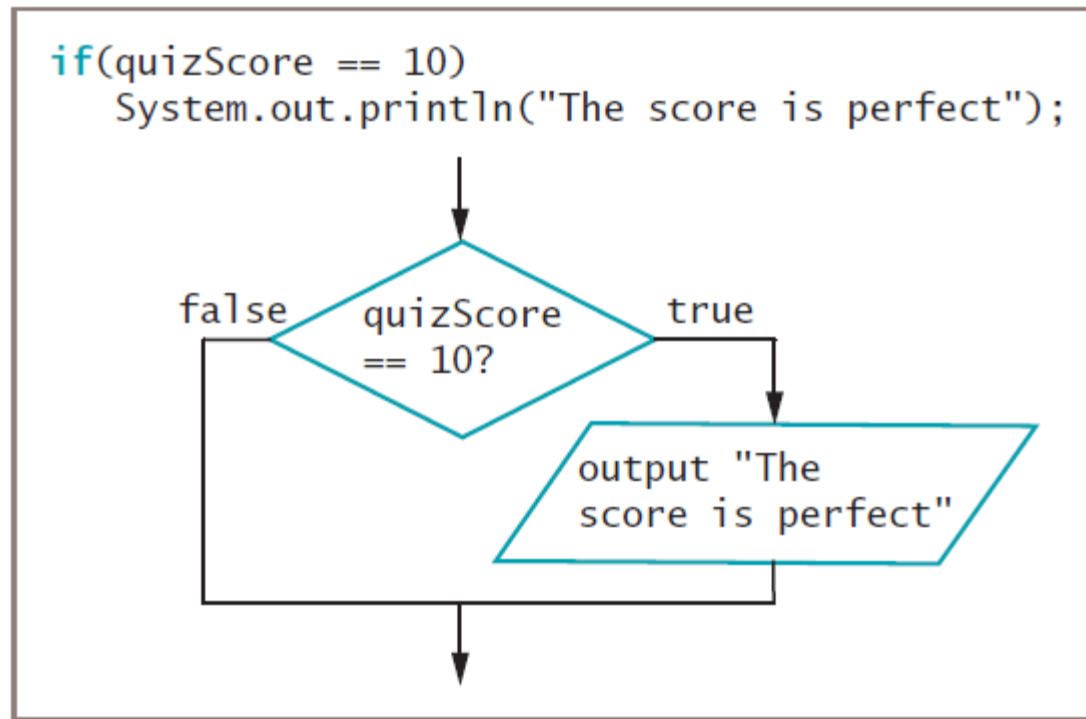 if(quizScore == 10)
System.out.println("The score is perfect");
false
quizScore
== 10?
true
output "The
score is perfect"